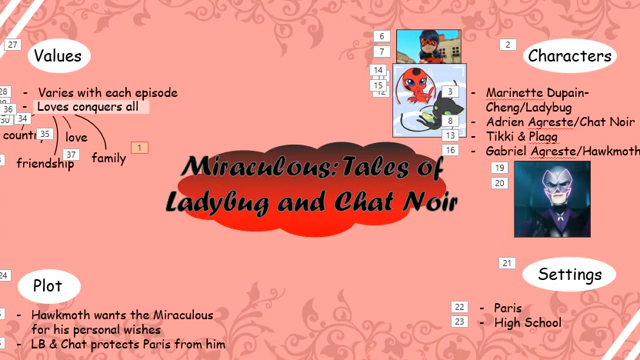 27
Values
28
- Varies with each episode
36
- Loves conquers all
34
35
love
friendship
37
family
1
6
7
14
15
2
Characters
3
- Marinette Dupain-
Cheng/Ladybug
8
- Adrien Agreste/Chat Noir
13
- Tikki & Plagg
16
- Gabriel Agreste/Hawkmoth
19
20
Miraculous: Tales of
Ladybug and Chat Noir
24
Plot
- Hawkmoth wants the Miraculous
for his personal wishes
- LB & Chat protects Paris from him
21
Settings
22
- Paris
23
- High School